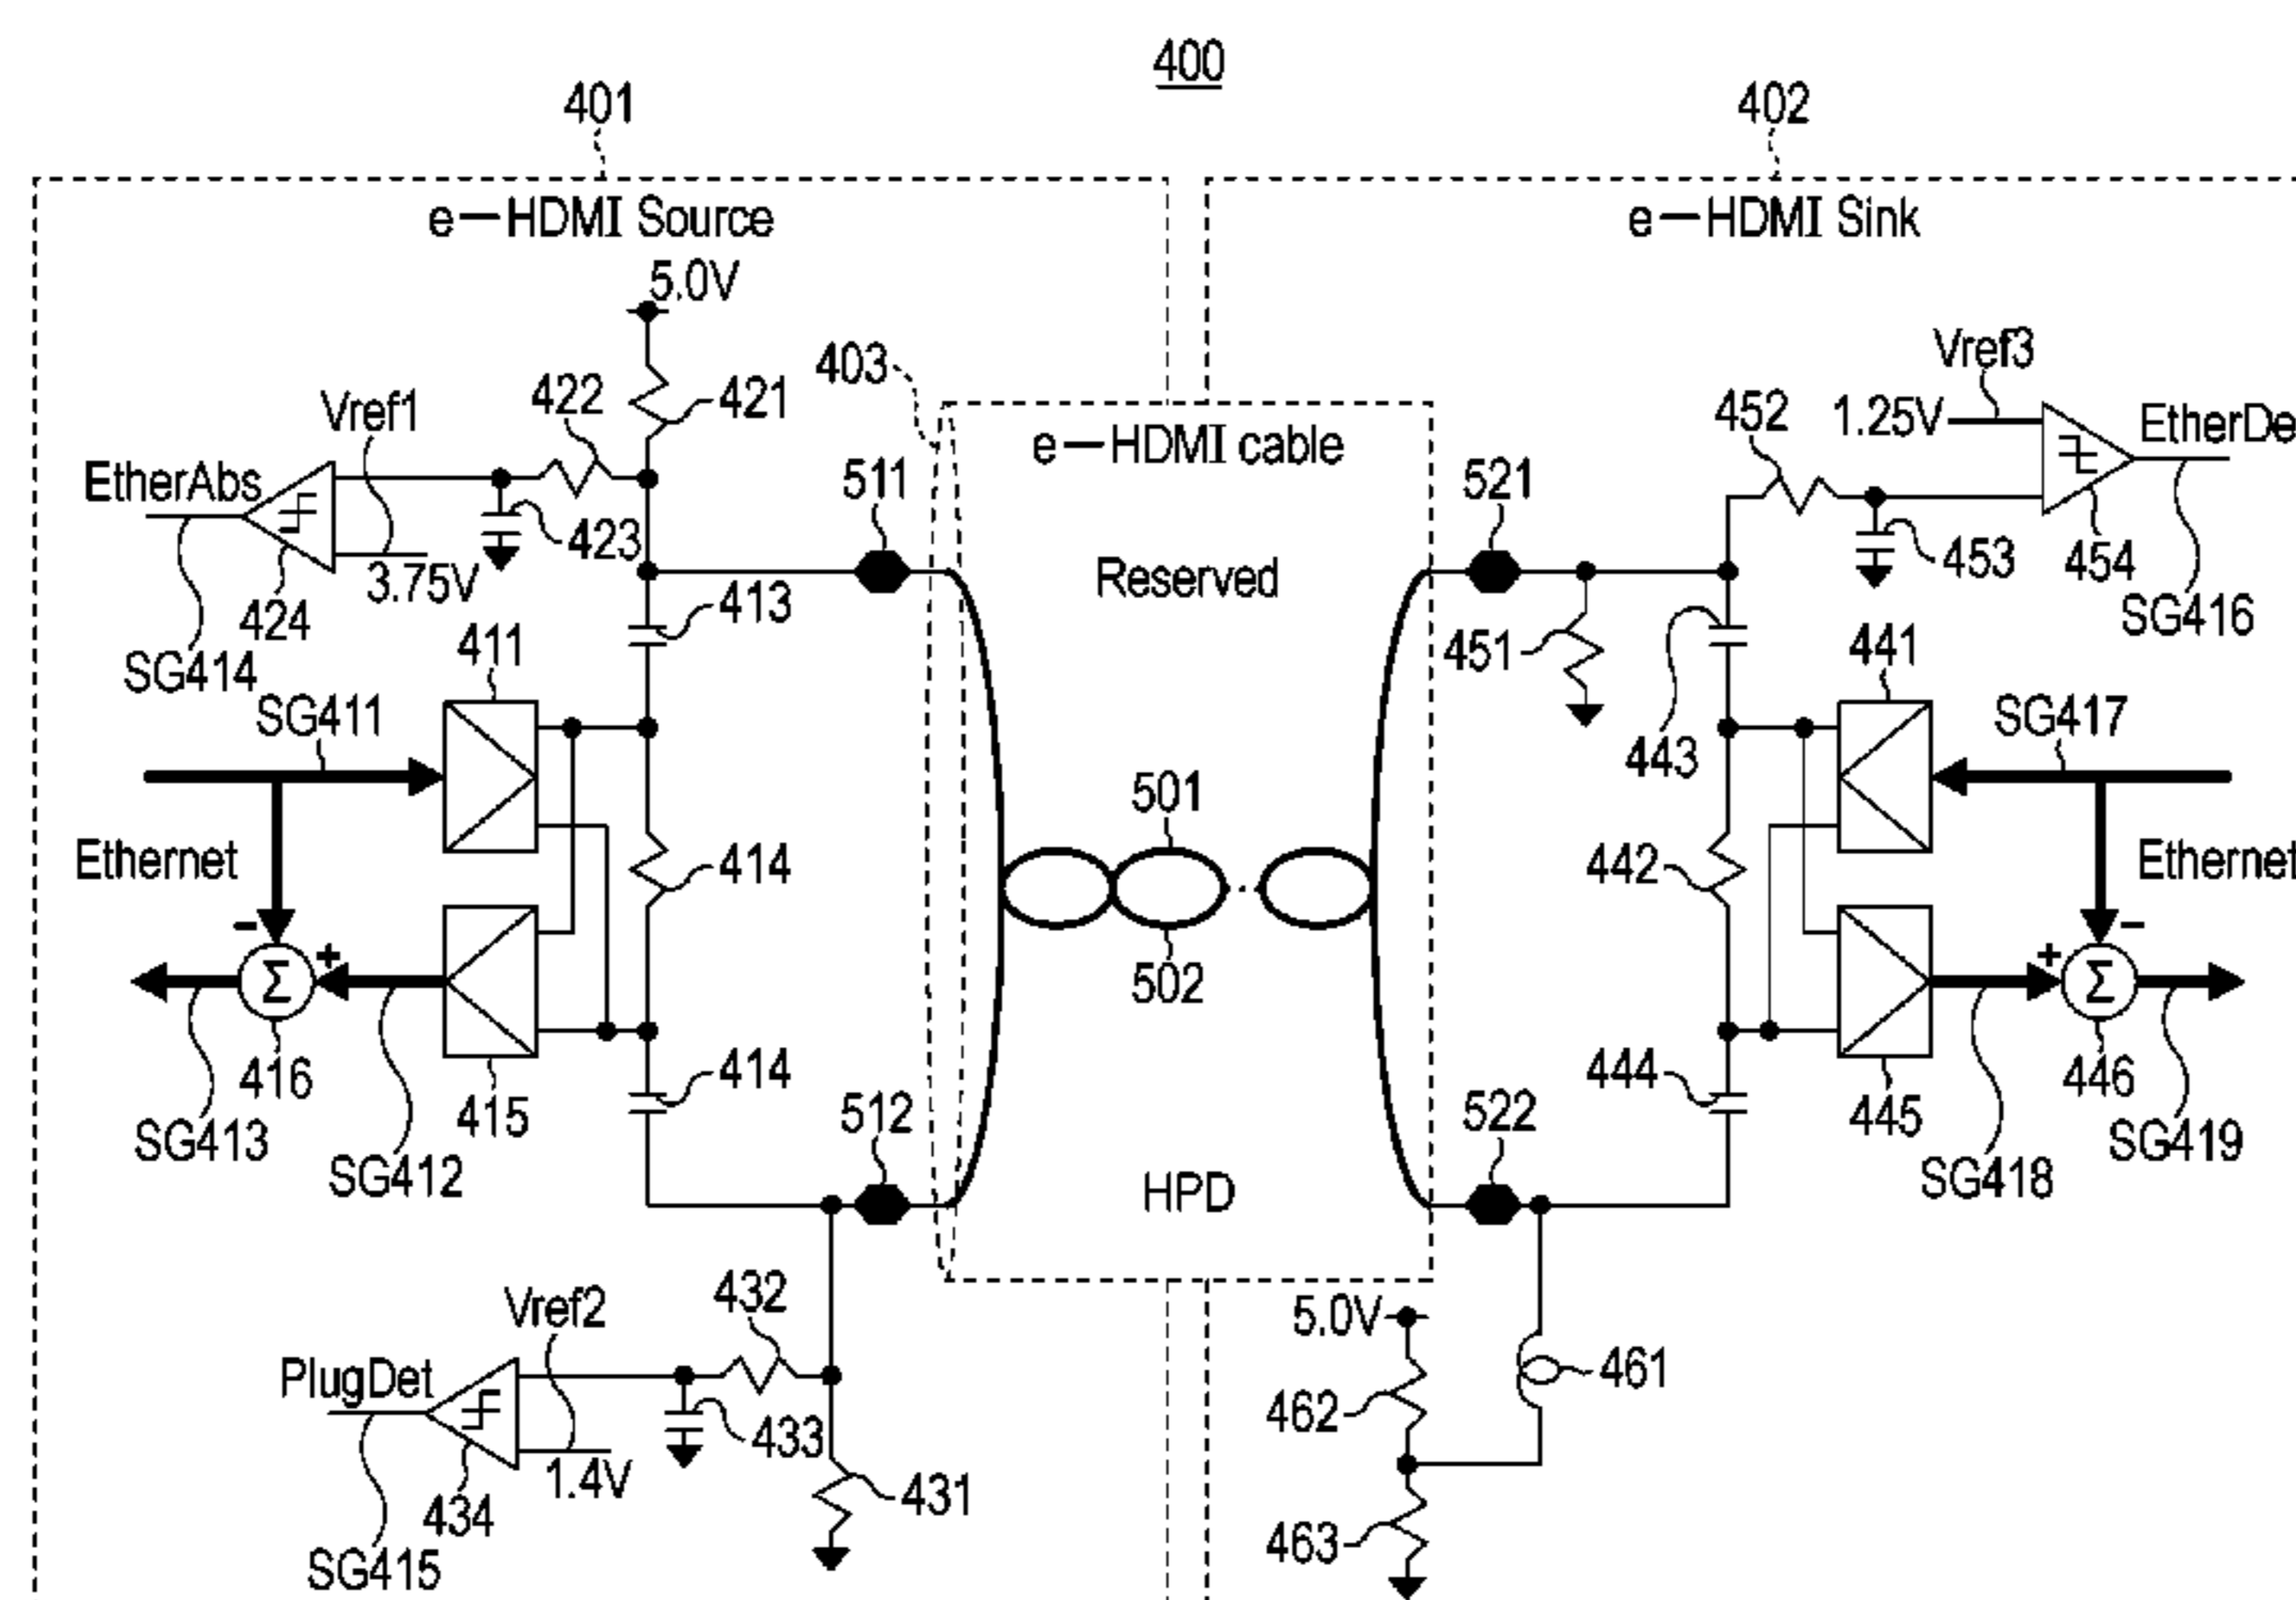 400
401
402
e—HDMI Source
e—HDMI Sink
5.0V
403
Vref3
422
421
452
1.25V
Vref1
e—HDMI cable
EtherDe
EtherAbs
511
521
423
453
454
3.75V
Reserved
424
413
SG416
SG414
411
451
441
SG411
SG417
443
501
Ethernet
414
442
Ethernet
-
+
Σ
502
+
−
Σ
416
415
414
512
522
444
445
446
SG413
SG412
SG418
SG419
HPD
432
Vref2
5.0V
PlugDet
461
462
433
1.4V
431
434
463
SG415